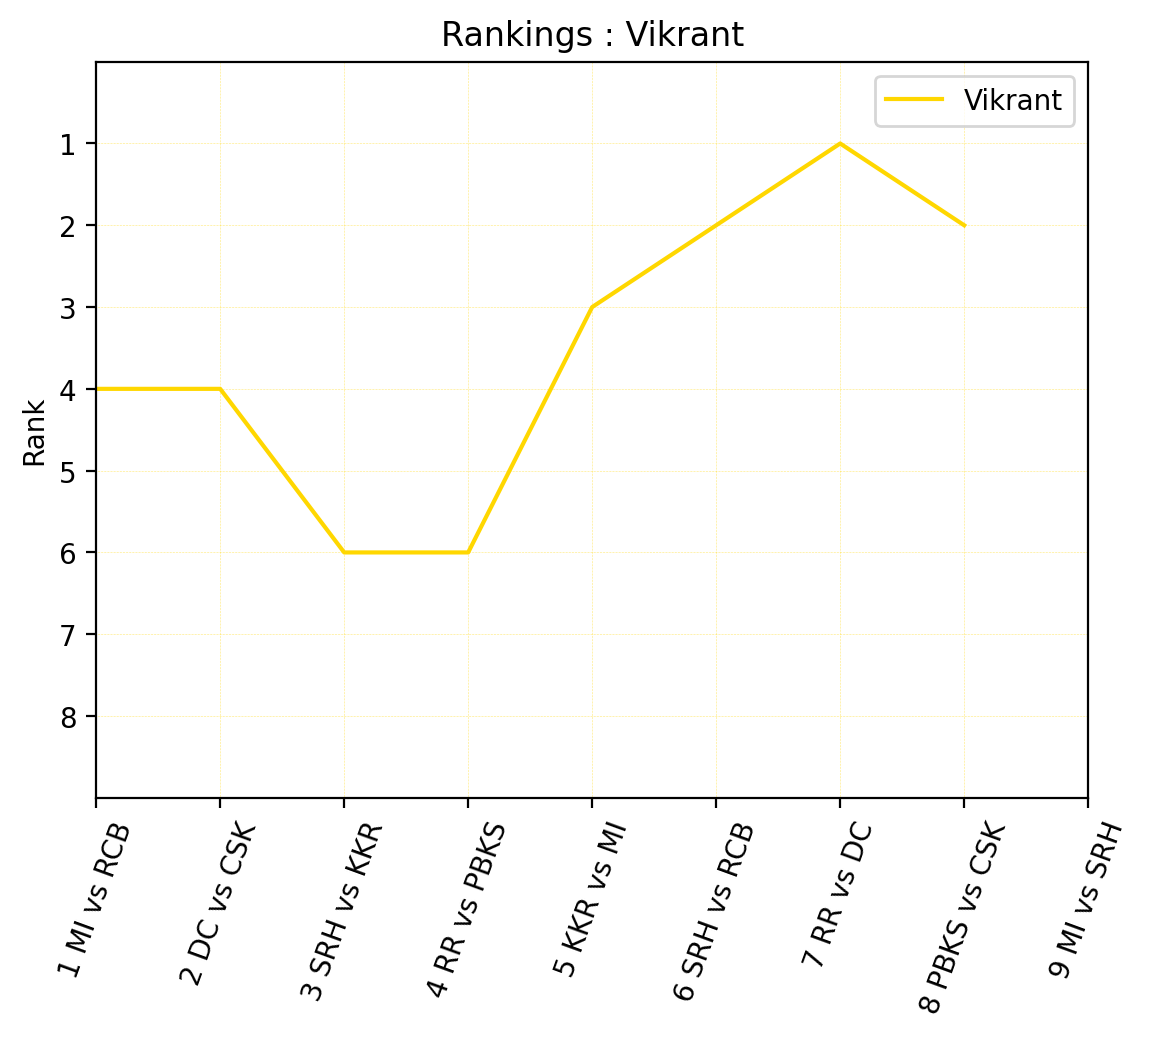 Rankings : Vikrant
Vikrant
Rank
1
2
3
4
5
6
7
8
1 MI vs RCB
2 DC vs CSK
3 SRH vs KKR
4 RR vs PBKS
5 KKR vs MI
6 SRH vs RCB
7 RR vs DC
8 PBKS vs CSK
9 MI vs SRH